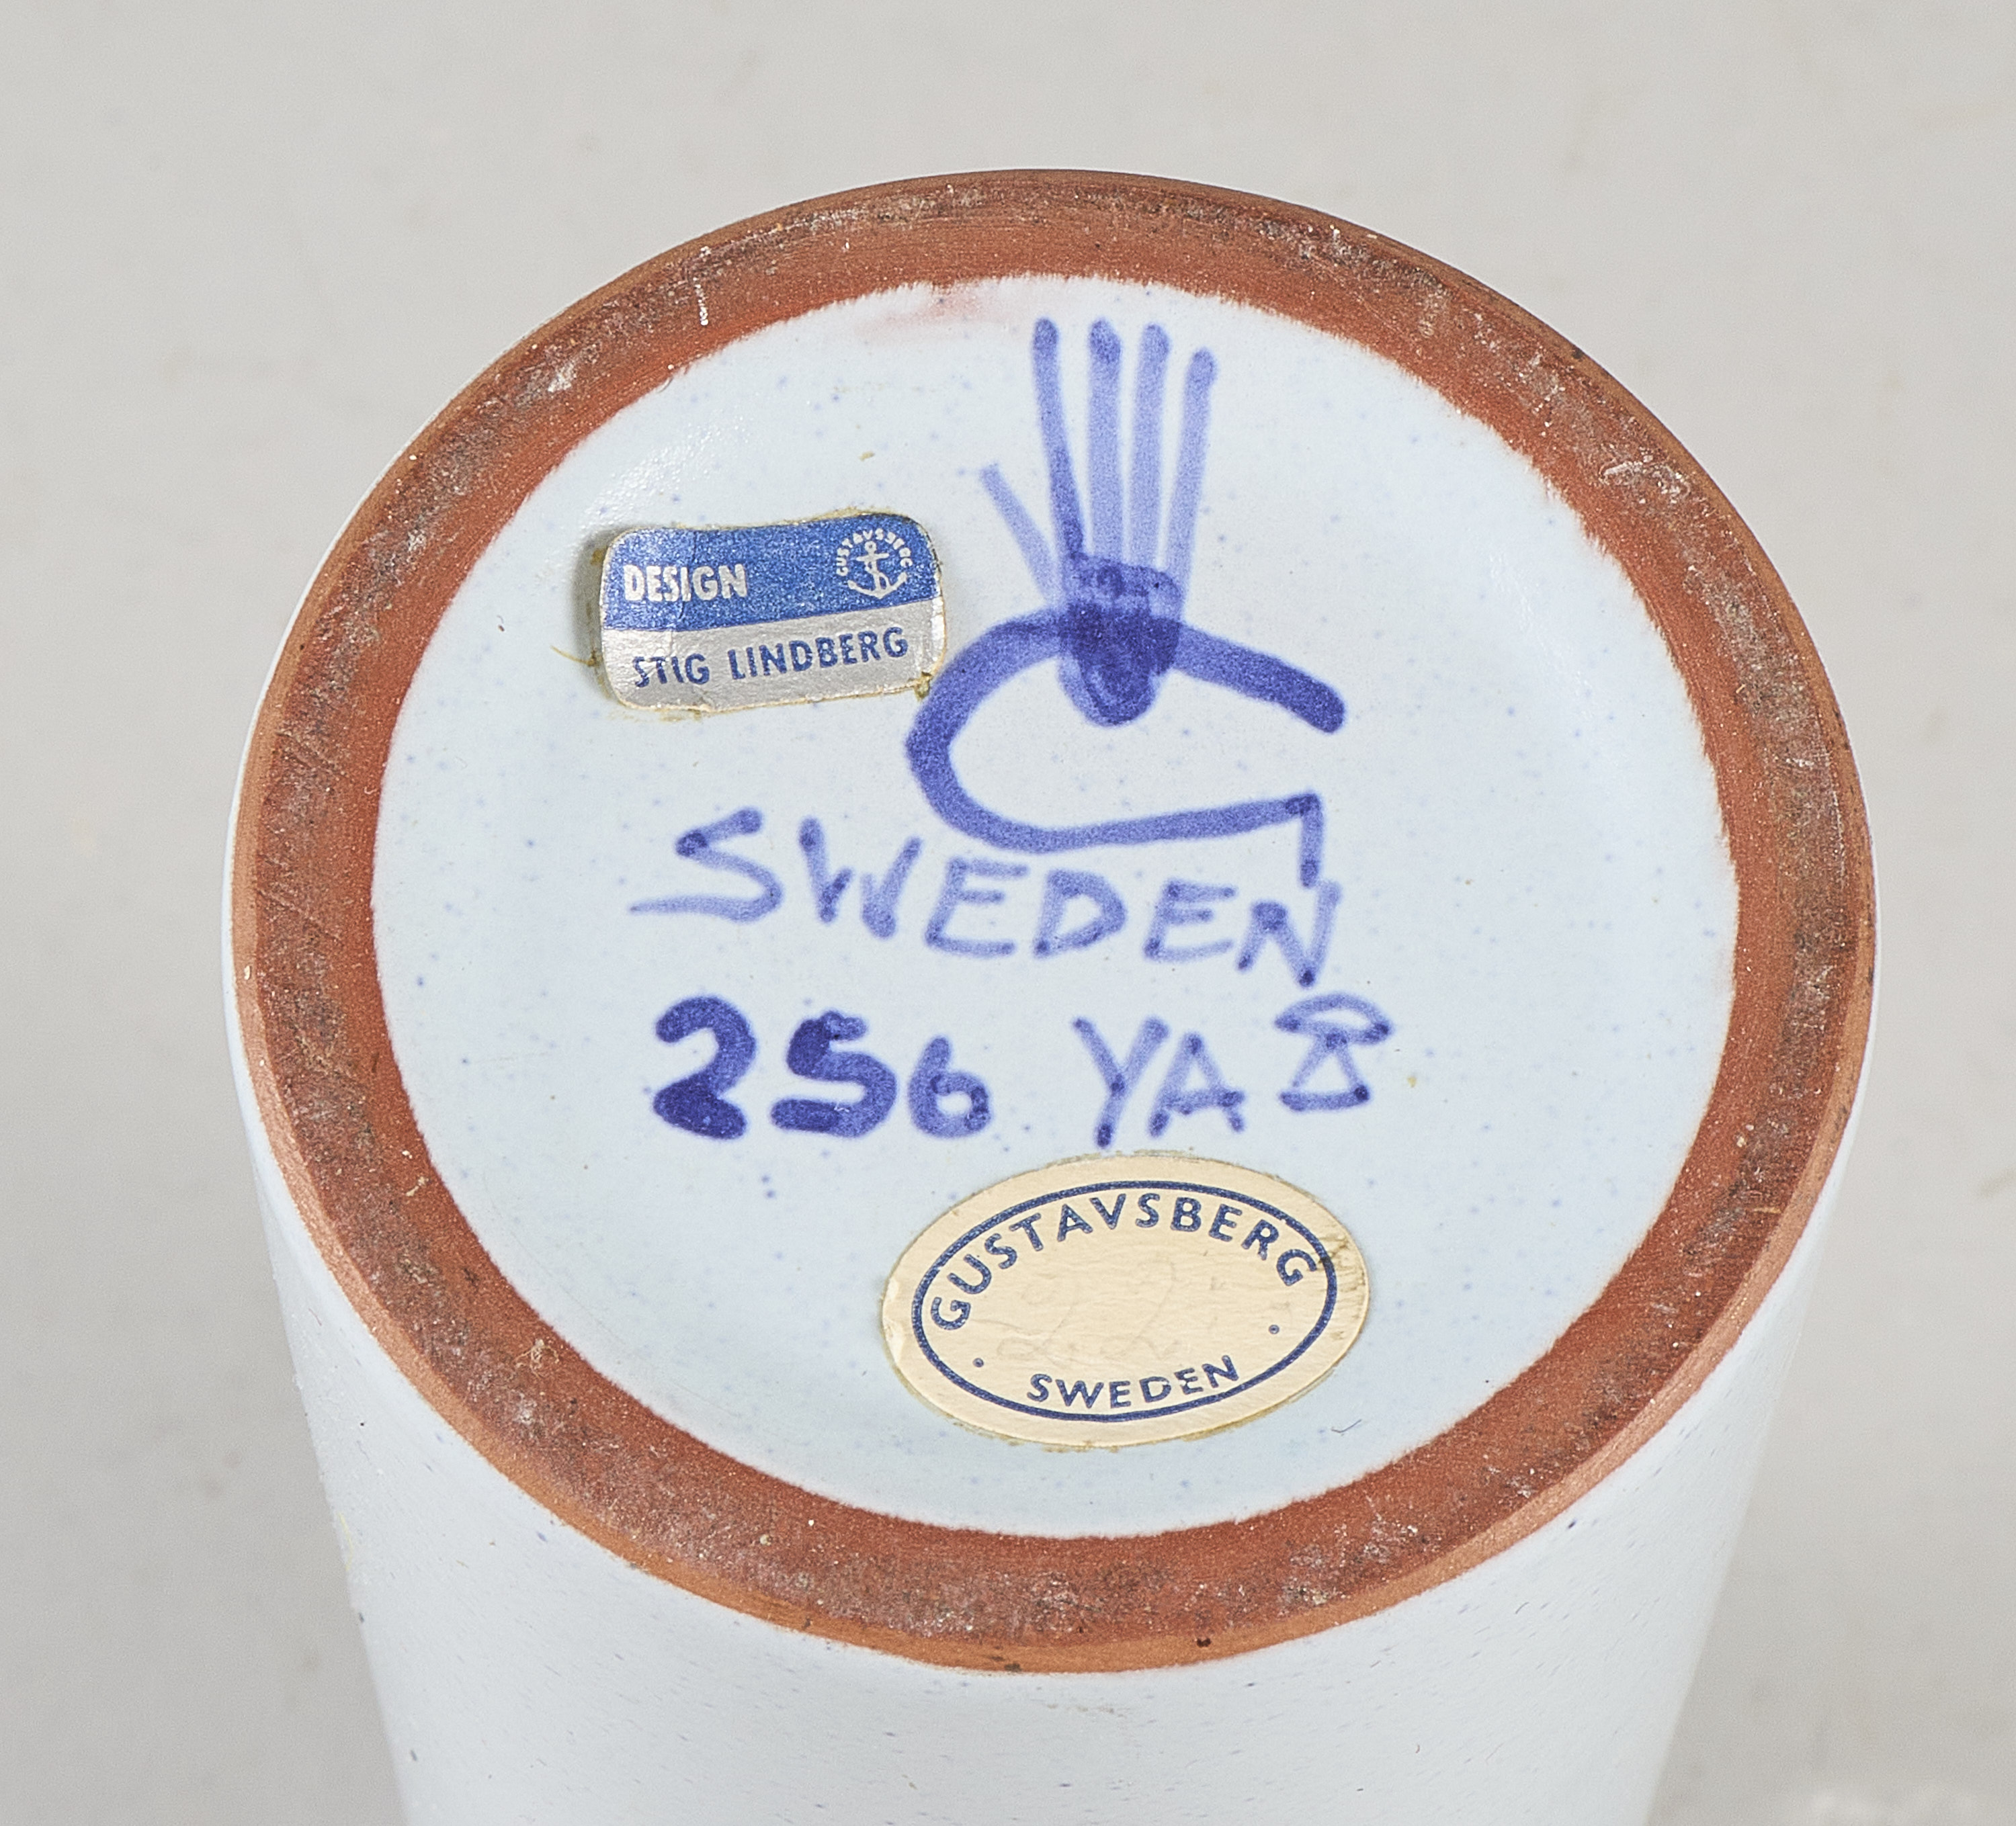 DESIGN
GUSTAVSBERG
STIG LINDBERG
SWEDEN
256 YA
GUSTAVSBERG
SWEDEN